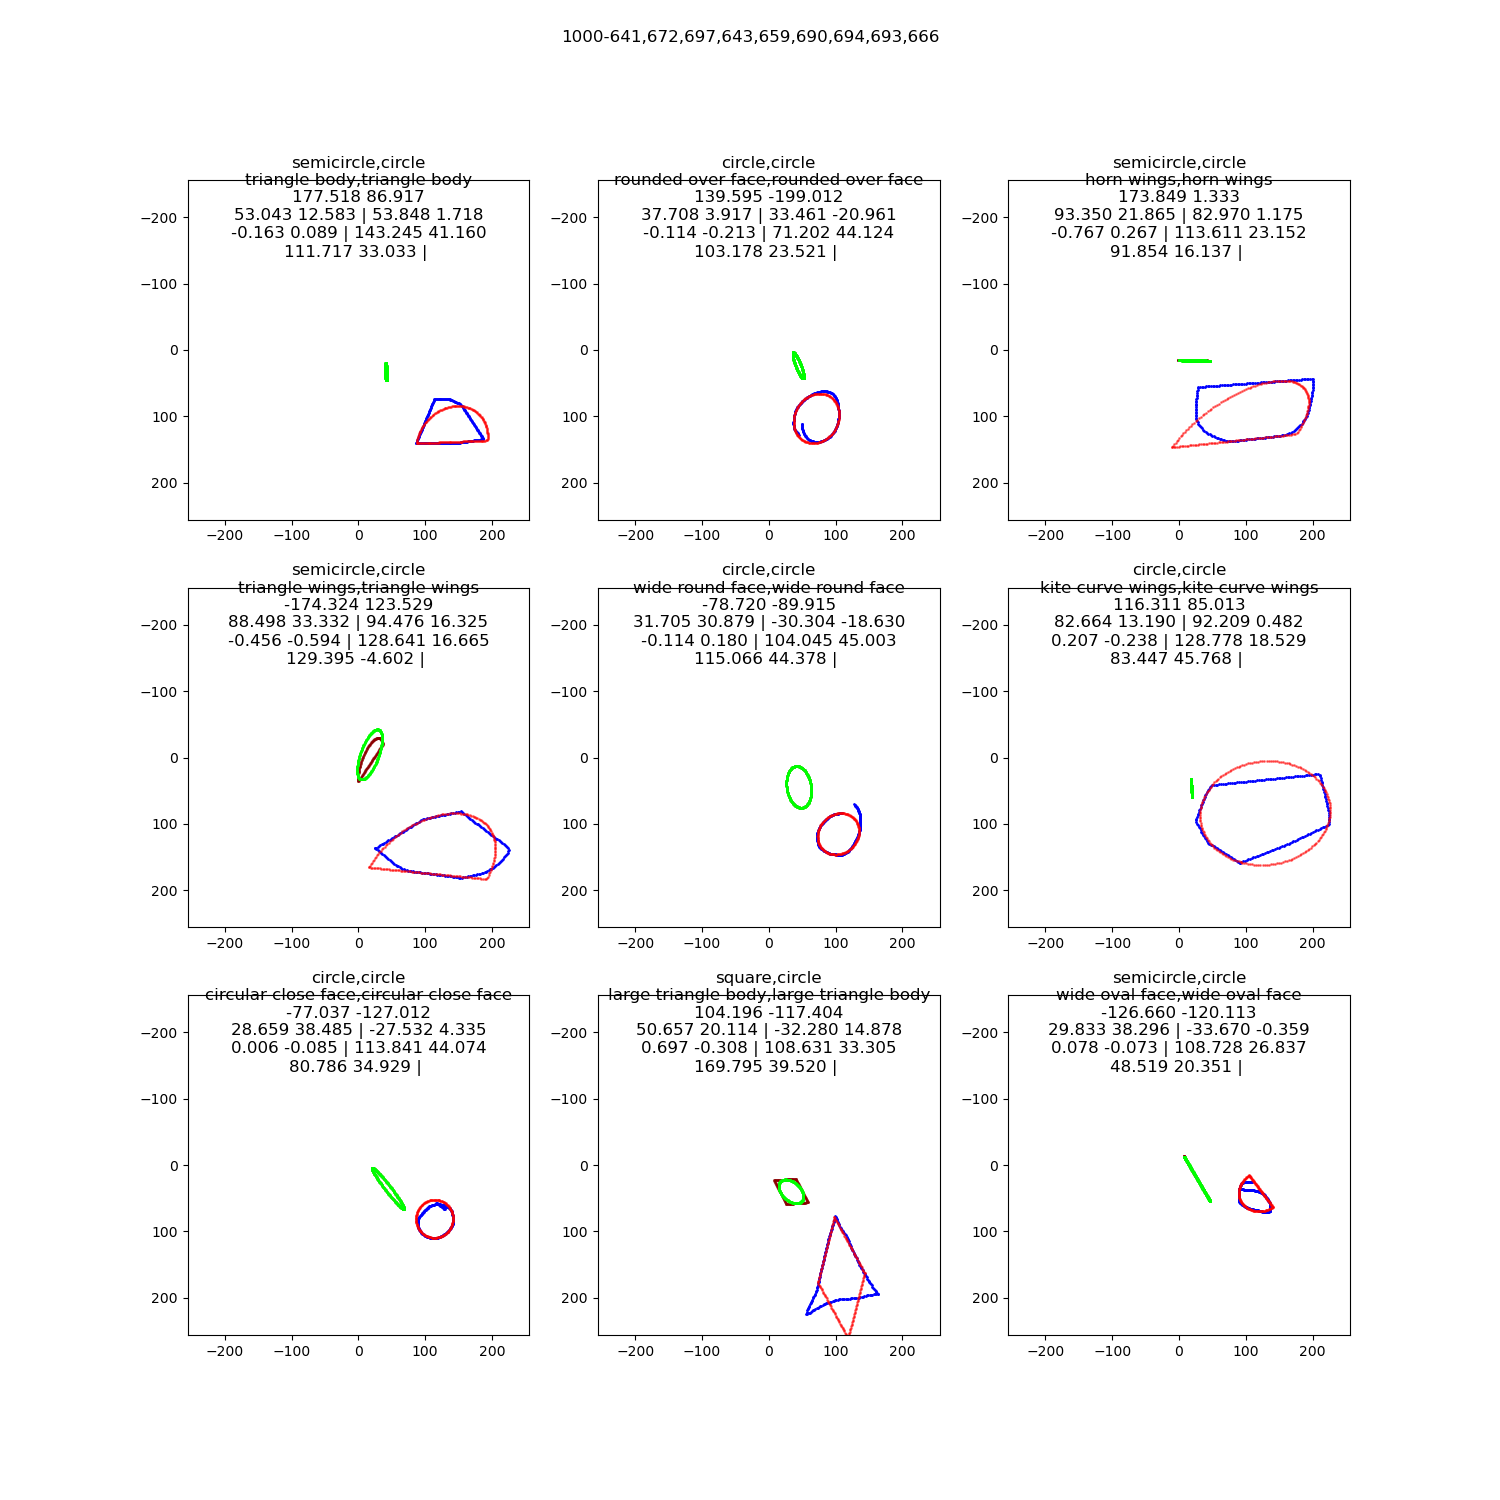 1000-641,672,697,643,659,690,694,693,666
semicircle,circle
triangle body,triangle body
177.518 86.917
53.043 12.583 | 53.848 1.718
-0.163 0.089 | 143.245 41.160
111.717 33.033 |
−200
−100
0
100
200
−200 −100 0 100 200
circle,circle
rounded over face,rounded over face
139.595 -199.012
37.708 3.917 | 33.461 -20.961
-0.114 -0.213 | 71.202 44.124
103.178 23.521 |
−200
−100
0
100
200
−200 −100 0 100 200
semicircle,circle
horn wings,horn wings
173.849 1.333
93.350 21.865 | 82.970 1.175
-0.767 0.267 | 113.611 23.152
91.854 16.137 |
−200
−100
0
100
200
−200 −100 0 100 200
semicircle,circle
triangle wings,triangle wings
-174.324 123.529
88.498 33.332 | 94.476 16.325
-0.456 -0.594 | 128.641 16.665
129.395 -4.602 |
−200
−100
0
100
200
−200 −100 0 100 200
circle,circle
wide round face,wide round face
-78.720 -89.915
31.705 30.879 | -30.304 -18.630
-0.114 0.180 | 104.045 45.003
115.066 44.378 |
−200
−100
0
100
200
−200 −100 0 100 200
circle,circle
kite curve wings,kite curve wings
116.311 85.013
82.664 13.190 | 92.209 0.482
0.207 -0.238 | 128.778 18.529
83.447 45.768 |
−200
−100
0
100
200
−200 −100 0 100 200
circle,circle
circular close face,circular close face
-77.037 -127.012
28.659 38.485 | -27.532 4.335
0.006 -0.085 | 113.841 44.074
80.786 34.929 |
−200
−100
0
100
200
−200 −100 0 100 200
square,circle
large triangle body,large triangle body
104.196 -117.404
50.657 20.114 | -32.280 14.878
0.697 -0.308 | 108.631 33.305
169.795 39.520 |
−200
−100
0
100
200
−200 −100 0 100 200
semicircle,circle
wide oval face,wide oval face
-126.660 -120.113
29.833 38.296 | -33.670 -0.359
0.078 -0.073 | 108.728 26.837
48.519 20.351 |
−200
−100
0
100
200
−200 −100 0 100 200